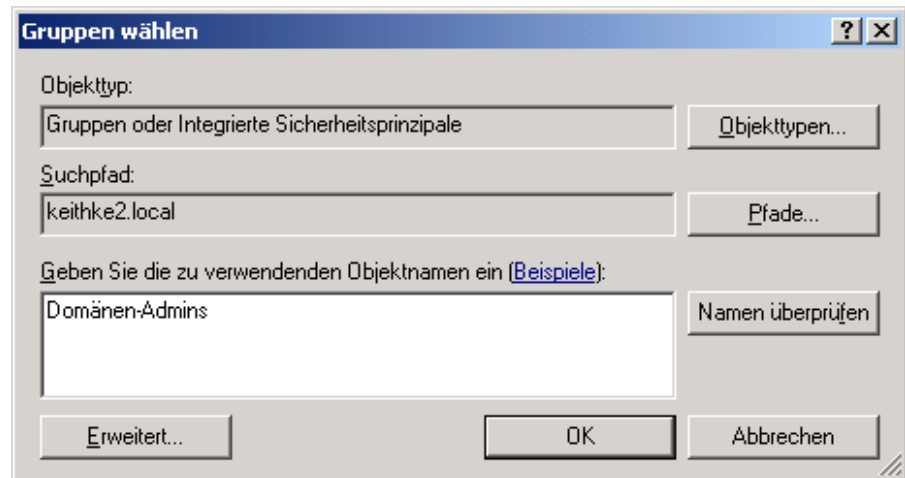 Gruppen wählen
Objekttyp:
Gruppen oder Integrierte Sicherheitsprinzipale
Objekttypen...
Suchpfad:
keithke2.local
Pfade...
Geben Sie die zu verwendenden Objektnamen ein (Beispiele):
Domänen-Admins
Namen überprüfen
Erweitert...
OK
Abbrechen